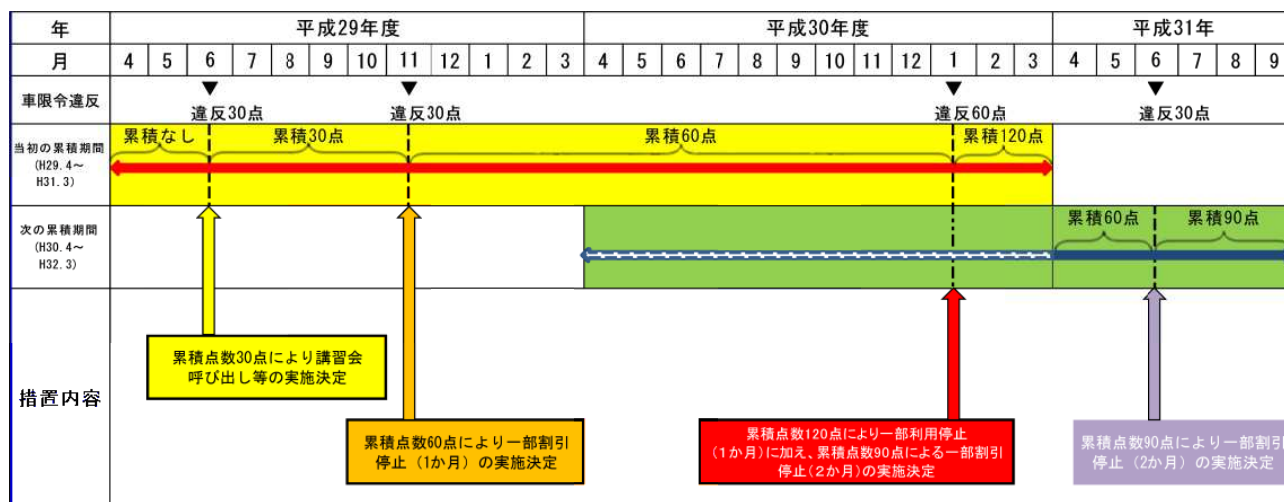 年 平成29年度 平成30年度 平成31年
月 4 5 6 7 8 9 10 11 12 1 2 3 4 5 6 7 8 9 10 11 12 1 2 3 4 5 6 7 8 9
車限令違反 ▼ ▼ ▼ ▼
違反30点 違反30点 違反60点 違反30点
累積なし 累積30点 累積60点 累積120点
当初の累積期間
(H29.4～
H31.3)
次の累積期間
(H30.4～
H32.3)
累積60点 累積90点
措置内容
累積点数30点により講習会
呼び出し等の実施決定
累積点数60点により一部割引
停止（1か月）の実施決定
累積点数120点により一部利用停止
(1か月)に加え、累積点数90点による一部割引
停止(2か月)の実施決定
累積点数90点により一部割引
停止（2か月）の実施決定